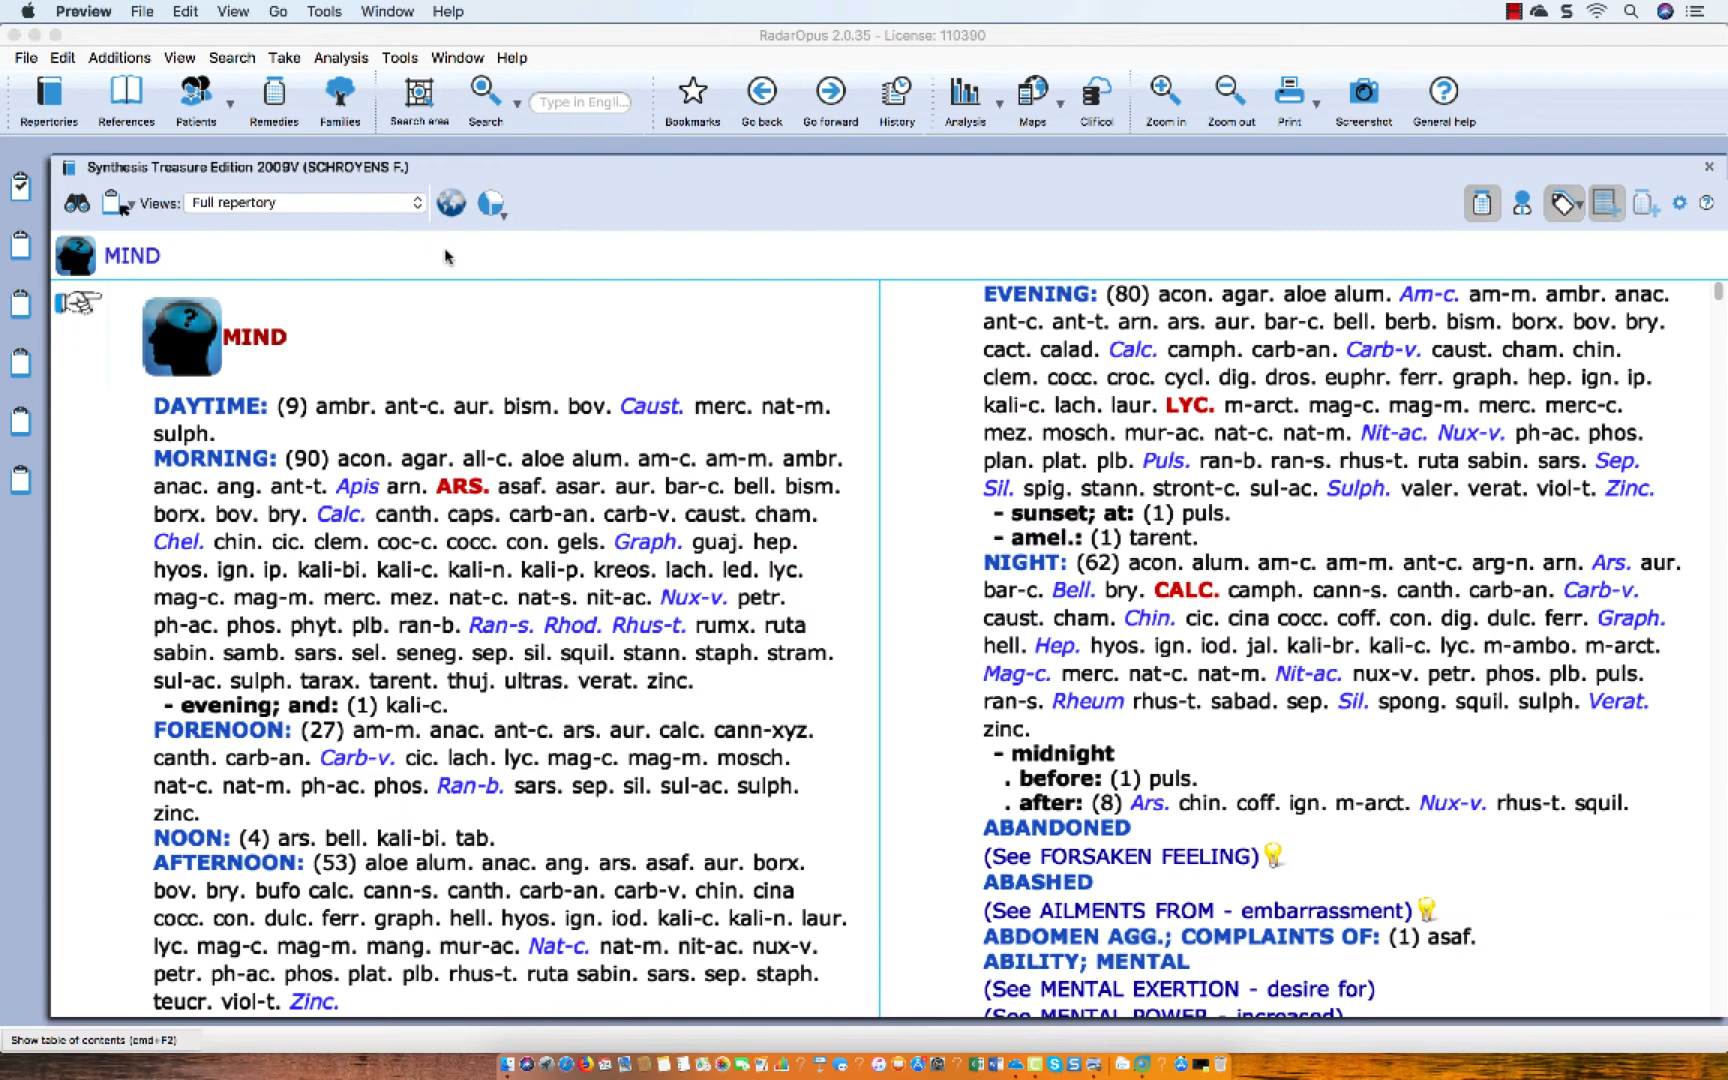 Preview File Edit View Go Tools Window Help
RadarOpus 2.0.35 - License: 110390
File Edit Additions View Search Take Analysis Tools Window Help
Type in Engli...
Repertories References Patients Remedies Families Search area Search Bookmarks Go back Go forward History Analysis Maps Clificol Zoom in Zoom out Print Screenshot General help
Synthesis Treasure Edition 2009V (SCHROYENS F.)
Views: Full repertory
MIND
MIND
DAYTIME: (9) ambr. ant-c. aur. bism. bov. Caust. merc. nat-m.
sulph.
MORNING: (90) acon. agar. all-c. aloe alum. am-c. am-m. ambr.
anac. ang. ant-t. Apis arn. ARS. asaf. asar. aur. bar-c. bell. bism.
borx. bov. bry. Calc. canth. caps. carb-an. carb-v. caust. cham.
Chel. chin. cic. clem. coc-c. cocc. con. gels. Graph. guaj. hep.
hyos. ign. ip. kali-bi. kali-c. kali-n. kali-p. kreos. lach. led. lyc.
mag-c. mag-m. merc. mez. nat-c. nat-s. nit-ac. Nux-v. petr.
ph-ac. phos. phyt. plb. ran-b. Ran-s. Rhod. Rhus-t. rumx. ruta
sabin. samb. sars. sel. seneg. sep. sil. squil. stann. staph. stram.
sul-ac. sulph. tarax. tarent. thuj. ultras. verat. zinc.
- evening; and: (1) kali-c.
FORENOON: (27) am-m. anac. ant-c. ars. aur. calc. cann-xyz.
canth. carb-an. Carb-v. cic. lach. lyc. mag-c. mag-m. mosch.
nat-c. nat-m. ph-ac. phos. Ran-b. sars. sep. sil. sul-ac. sulph.
zinc.
NOON: (4) ars. bell. kali-bi. tab.
AFTERNOON: (53) aloe alum. anac. ang. ars. asaf. aur. borx.
bov. bry. bufo calc. cann-s. canth. carb-an. carb-v. chin. cina
cocc. con. dulc. ferr. graph. hell. hyos. ign. iod. kali-c. kali-n. laur.
lyc. mag-c. mag-m. mang. mur-ac. Nat-c. nat-m. nit-ac. nux-v.
petr. ph-ac. phos. plat. plb. rhus-t. ruta sabin. sars. sep. staph.
teucr. viol-t. Zinc.
EVENING: (80) acon. agar. aloe alum. Am-c. am-m. ambr. anac.
ant-c. ant-t. arn. ars. aur. bar-c. bell. berb. bism. borx. bov. bry.
cact. calad. Calc. camph. carb-an. Carb-v. caust. cham. chin.
clem. cocc. croc. cycl. dig. dros. euphr. ferr. graph. hep. ign. ip.
kali-c. lach. laur. LYC. m-arct. mag-c. mag-m. merc. merc-c.
mez. mosch. mur-ac. nat-c. nat-m. Nit-ac. Nux-v. ph-ac. phos.
plan. plat. plb. Puls. ran-b. ran-s. rhus-t. ruta sabin. sars. Sep.
Sil. spig. stann. stront-c. sul-ac. Sulph. valer. verat. viol-t. Zinc.
- sunset; at: (1) puls.
- amel.: (1) tarent.
NIGHT: (62) acon. alum. am-c. am-m. ant-c. arg-n. arn. Ars. aur.
bar-c. Bell. bry. CALC. camph. cann-s. canth. carb-an. Carb-v.
caust. cham. Chin. cic. cina cocc. coff. con. dig. dulc. ferr. Graph.
hell. Hep. hyos. ign. iod. jal. kali-br. kali-c. lyc. m-ambo. m-arct.
Mag-c. merc. nat-c. nat-m. Nit-ac. nux-v. petr. phos. plb. puls.
ran-s. Rheum rhus-t. sabad. sep. Sil. spong. squil. sulph. Verat.
zinc.
- midnight
. before: (1) puls.
. after: (8) Ars. chin. coff. ign. m-arct. Nux-v. rhus-t. squil.
ABANDONED
(See FORSAKEN FEELING)
ABASHED
(See AILMENTS FROM - embarrassment)
ABDOMEN AGG.; COMPLAINTS OF: (1) asaf.
ABILITY; MENTAL
(See MENTAL EXERTION - desire for)
(See MENTAL POWER - increased)
Show table of contents (cmd+F2)